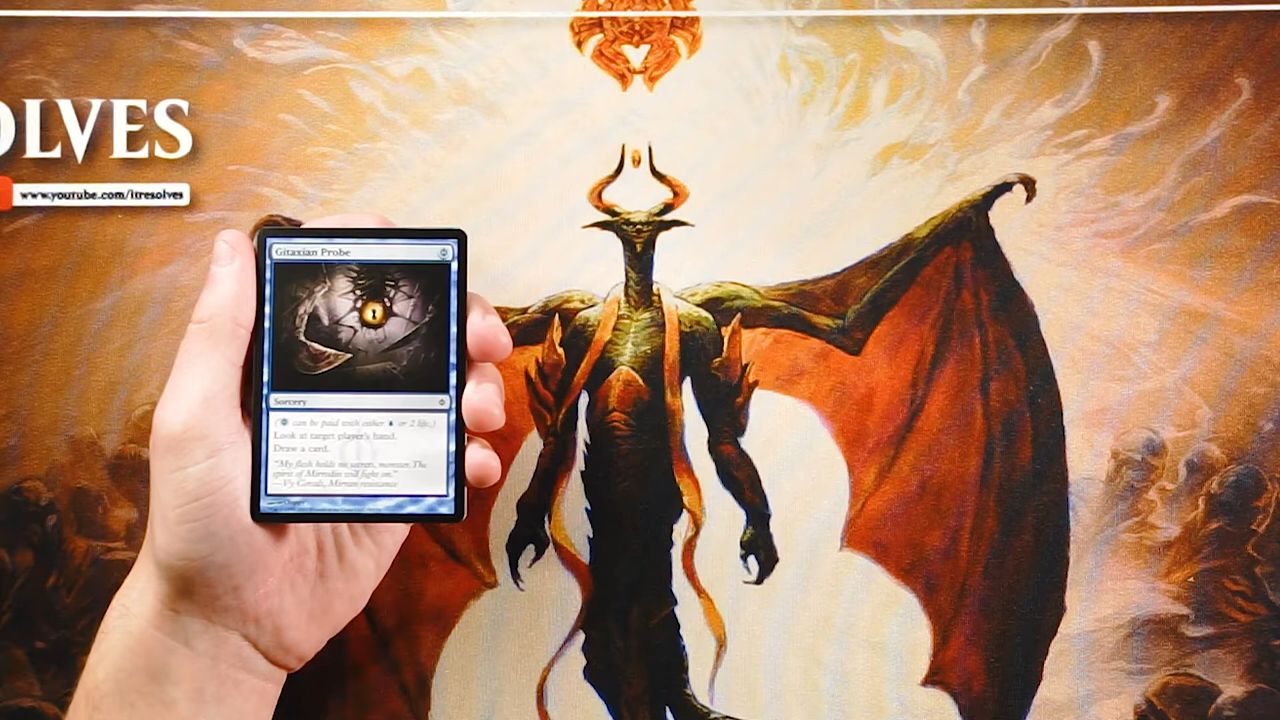 OLVES
www.youtube.com/itresolves
Gitaxian Probe
Sorcery
( can be paid with either or 2 life.)
Look at target player's hand.
Draw a card.
"My flesh holds no secrets, monster. The
spirit of Mirrodin will fight on."
—Vy Covalt, Mirran resistance